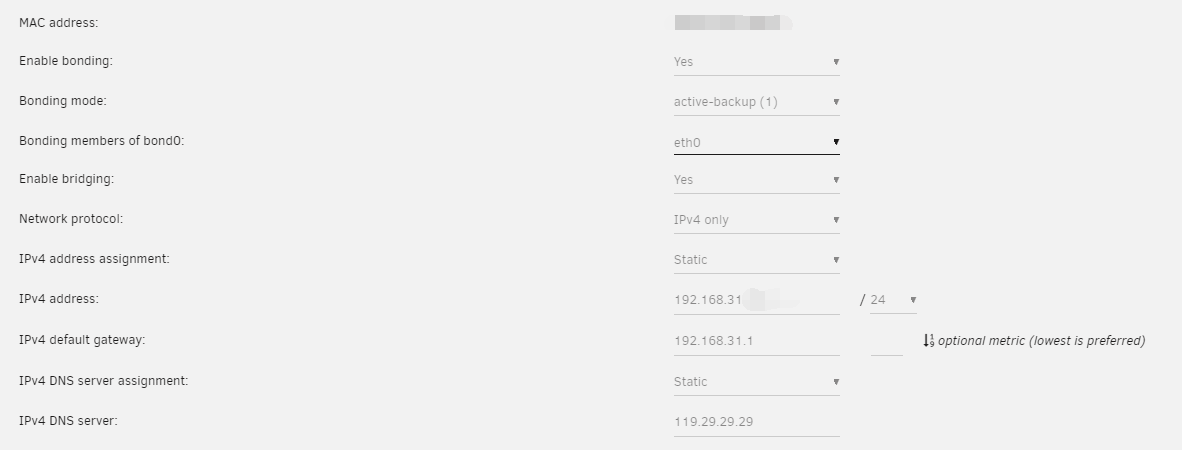 MAC address:
Enable bonding: Yes
Bonding mode: active-backup (1)
Bonding members of bond0: eth0
Enable bridging: Yes
Network protocol: IPv4 only
IPv4 address assignment: Static
IPv4 address: 192.168.31 / 24
IPv4 default gateway: 192.168.31.1 optional metric (lowest is preferred)
IPv4 DNS server assignment: Static
IPv4 DNS server: 119.29.29.29